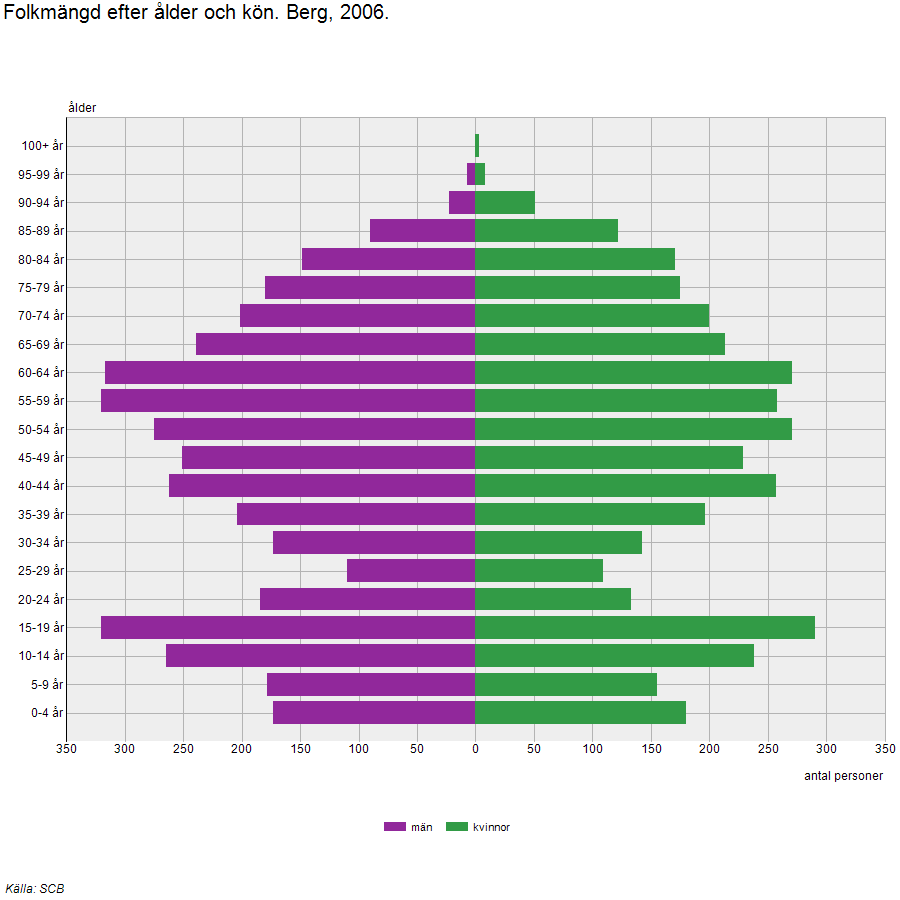 Folkmängd efter ålder och kön. Berg, 2006.
ålder
100+ år
95-99 år
90-94 år
85-89 år
80-84 år
75-79 år
70-74 år
65-69 år
60-64 år
55-59 år
50-54 år
45-49 år
40-44 år
35-39 år
30-34 år
25-29 år
20-24 år
15-19 år
10-14 år
5-9 år
0-4 år
350 300 250 200 150 100 50 0 50 100 150 200 250 300 350
antal personer
män kvinnor
Källa: SCB